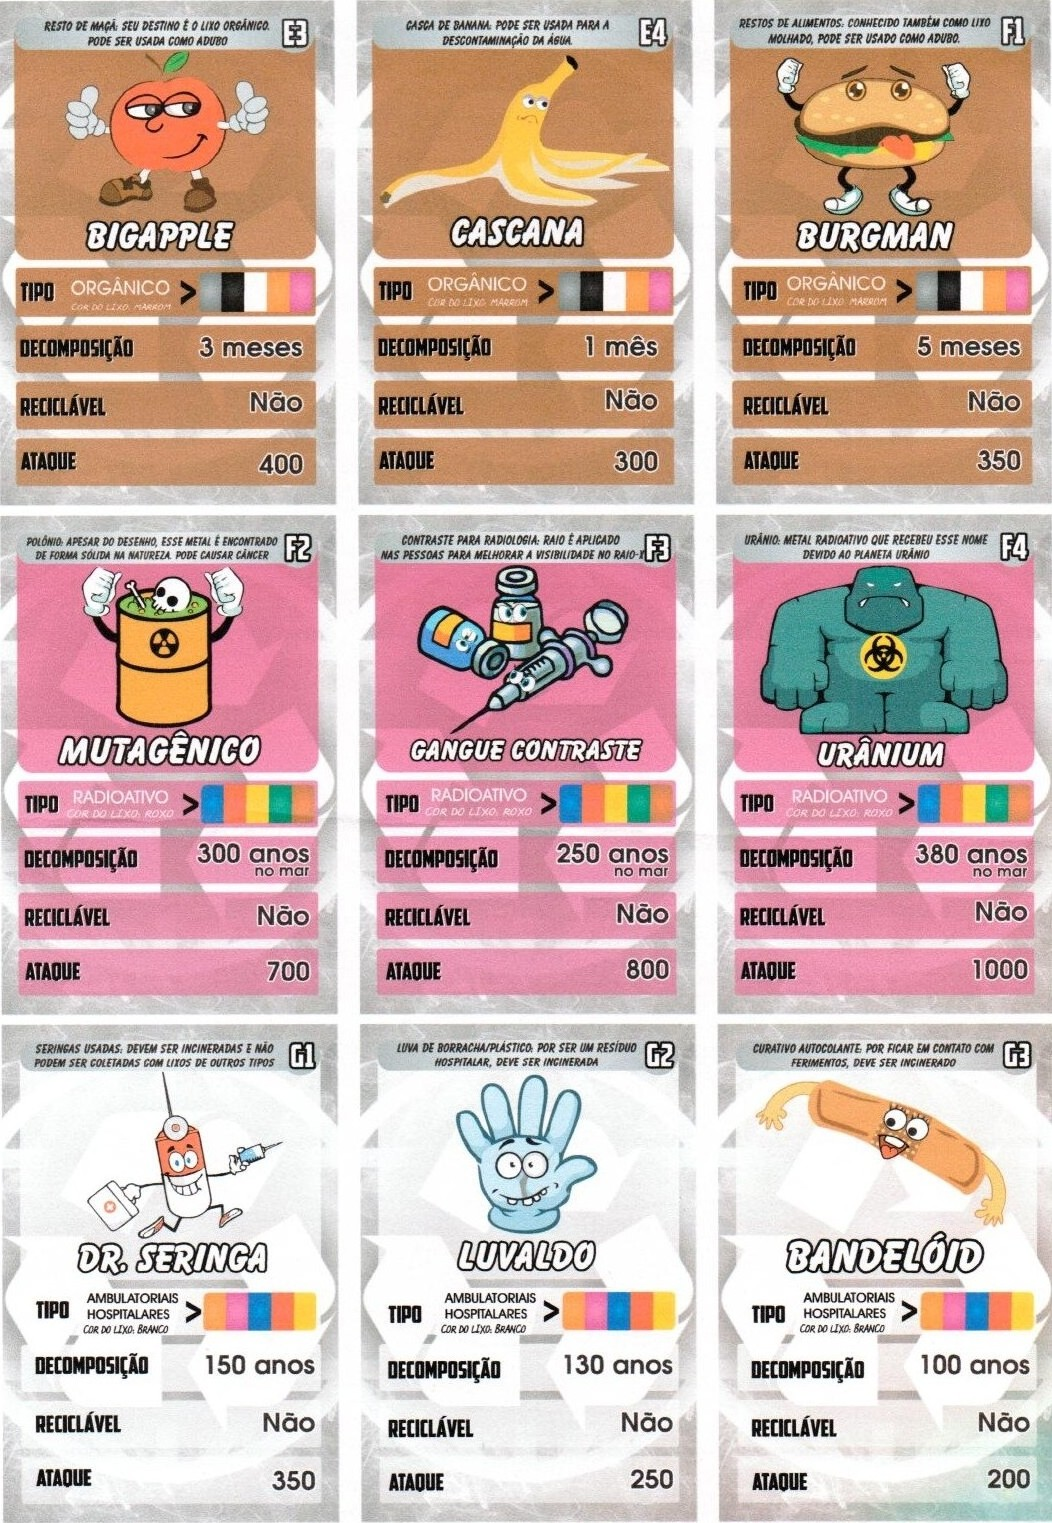 RESTO DE MAÇÃ: SEU DESTINO É O LIXO ORGÂNICO.
PODE SER USADA COMO ADUBO
E3
BIGAPPLE
TIPO ORGÂNICO >
COR DO LIXO: MARROM
DECOMPOSIÇÃO 3 meses
RECICLÁVEL Não
ATAQUE 400
CASCA DE BANANA: PODE SER USADA PARA A
DESCONTAMINAÇÃO DA ÁGUA.
E4
CASCANA
TIPO ORGÂNICO >
COR DO LIXO: MARROM
DECOMPOSIÇÃO 1 mês
RECICLÁVEL Não
ATAQUE 300
RESTOS DE ALIMENTOS: CONHECIDO TAMBÉM COMO LIXO
MOLHADO, PODE SER USADO COMO ADUBO.
F1
BURGMAN
TIPO ORGÂNICO >
COR DO LIXO: MARROM
DECOMPOSIÇÃO 5 meses
RECICLÁVEL Não
ATAQUE 350
POLÔNIO: APESAR DO DESENHO, ESSE METAL É ENCONTRADO
DE FORMA SÓLIDA NA NATUREZA. PODE CAUSAR CÂNCER
F2
MUTAGÊNICO
TIPO RADIOATIVO >
COR DO LIXO: ROXO
DECOMPOSIÇÃO 300 anos
no mar
RECICLÁVEL Não
ATAQUE 700
CONTRASTE PARA RADIOLOGIA: RAIO É APLICADO
NAS PESSOAS PARA MELHORAR A VISIBILIDADE NO RAIO-X
F3
GANGUE CONTRASTE
TIPO RADIOATIVO >
COR DO LIXO: ROXO
DECOMPOSIÇÃO 250 anos
no mar
RECICLÁVEL Não
ATAQUE 800
URÂNIO: METAL RADIOATIVO QUE RECEBEU ESSE NOME
DEVIDO AO PLANETA URÂNIO
F4
URÂNIUM
TIPO RADIOATIVO >
COR DO LIXO: ROXO
DECOMPOSIÇÃO 380 anos
no mar
RECICLÁVEL Não
ATAQUE 1000
SERINGAS USADAS: DEVEM SER INCINERADAS E NÃO
PODEM SER COLETADAS COM LIXOS DE OUTROS TIPOS
G1
DR. SERINGA
TIPO AMBULATORIAIS
HOSPITALARES >
COR DO LIXO: BRANCO
DECOMPOSIÇÃO 150 anos
RECICLÁVEL Não
ATAQUE 350
LUVA DE BORRACHA/PLÁSTICO: POR SER UM RESÍDUO
HOSPITALAR, DEVE SER INCINERADA
G2
LUVALDO
TIPO AMBULATORIAIS
HOSPITALARES >
COR DO LIXO: BRANCO
DECOMPOSIÇÃO 130 anos
RECICLÁVEL Não
ATAQUE 250
CURATIVO AUTOCOLANTE: POR FICAR EM CONTATO COM
FERIMENTOS, DEVE SER INCINERADO
G3
BANDELÓID
TIPO AMBULATORIAIS
HOSPITALARES >
COR DO LIXO: BRANCO
DECOMPOSIÇÃO 100 anos
RECICLÁVEL Não
ATAQUE 200